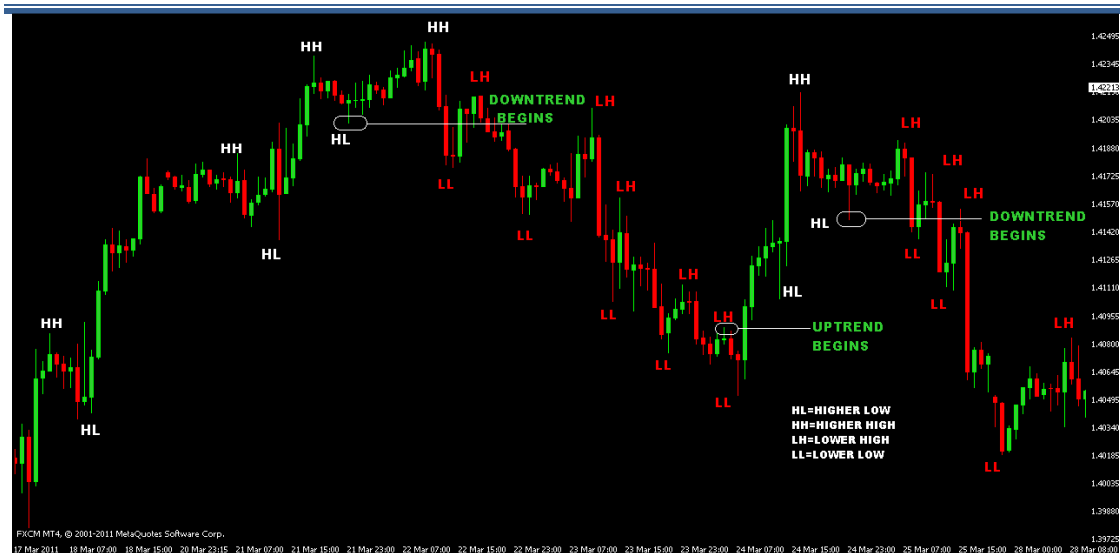 HH
1.42495
HH
1.42345
LH
HH
1.42213
DOWNTREND
BEGINS
LH
1.42035
HL
HH
LH
1.41880
LH
LL
1.41725
LH
LH
1.41570
LL
HL
DOWNTREND
BEGINS
1.41420
HL
LL
1.41265
LH
HL
1.41110
LL
LL
LH
1.40955
HH
UPTREND
BEGINS
LH
1.40800
LL
1.40645
LL
1.40495
HL=HIGHER LOW
HH=HIGHER HIGH
LH=LOWER HIGH
LL=LOWER LOW
HL
1.40340
LL
1.40185
1.40035
1.39880
FXCM MT4, © 2001-2011 MetaQuotes Software Corp.
1.39725
17 Mar 2011 18 Mar 07:00 18 Mar 15:00 20 Mar 23:15 21 Mar 07:00 21 Mar 15:00 21 Mar 23:00 22 Mar 07:00 22 Mar 15:00 22 Mar 23:00 23 Mar 07:00 23 Mar 15:00 23 Mar 23:00 24 Mar 07:00 24 Mar 15:00 24 Mar 23:00 25 Mar 07:00 25 Mar 15:00 28 Mar 00:00 28 Mar 08:00